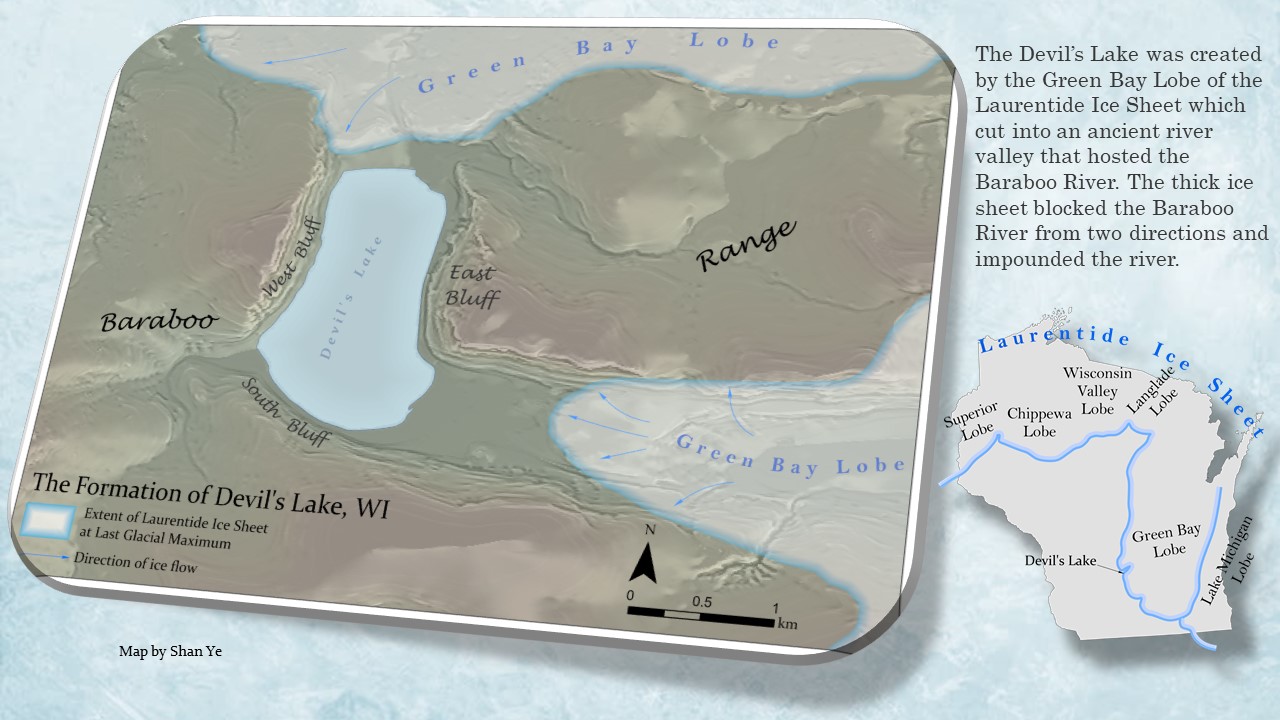 Green Bay Lobe
The Devil’s Lake was created
by the Green Bay Lobe of the
Laurentide Ice Sheet which
cut into an ancient river
valley that hosted the
Baraboo River. The thick ice
sheet blocked the Baraboo
River from two directions and
impounded the river.
West Bluff
Devil's Lake
East
Bluff
Baraboo
Range
South Bluff
Green Bay Lobe
The Formation of Devil's Lake, WI
Extent of Laurentide Ice Sheet
at Last Glacial Maximum
Direction of ice flow
N
0 0.5 1
km
Map by Shan Ye
Laurentide Ice Sheet
Superior
Lobe
Chippewa
Lobe
Wisconsin
Valley
Lobe
Langlade
Lobe
Green Bay
Lobe
Devil's Lake
Lake Michigan
Lobe